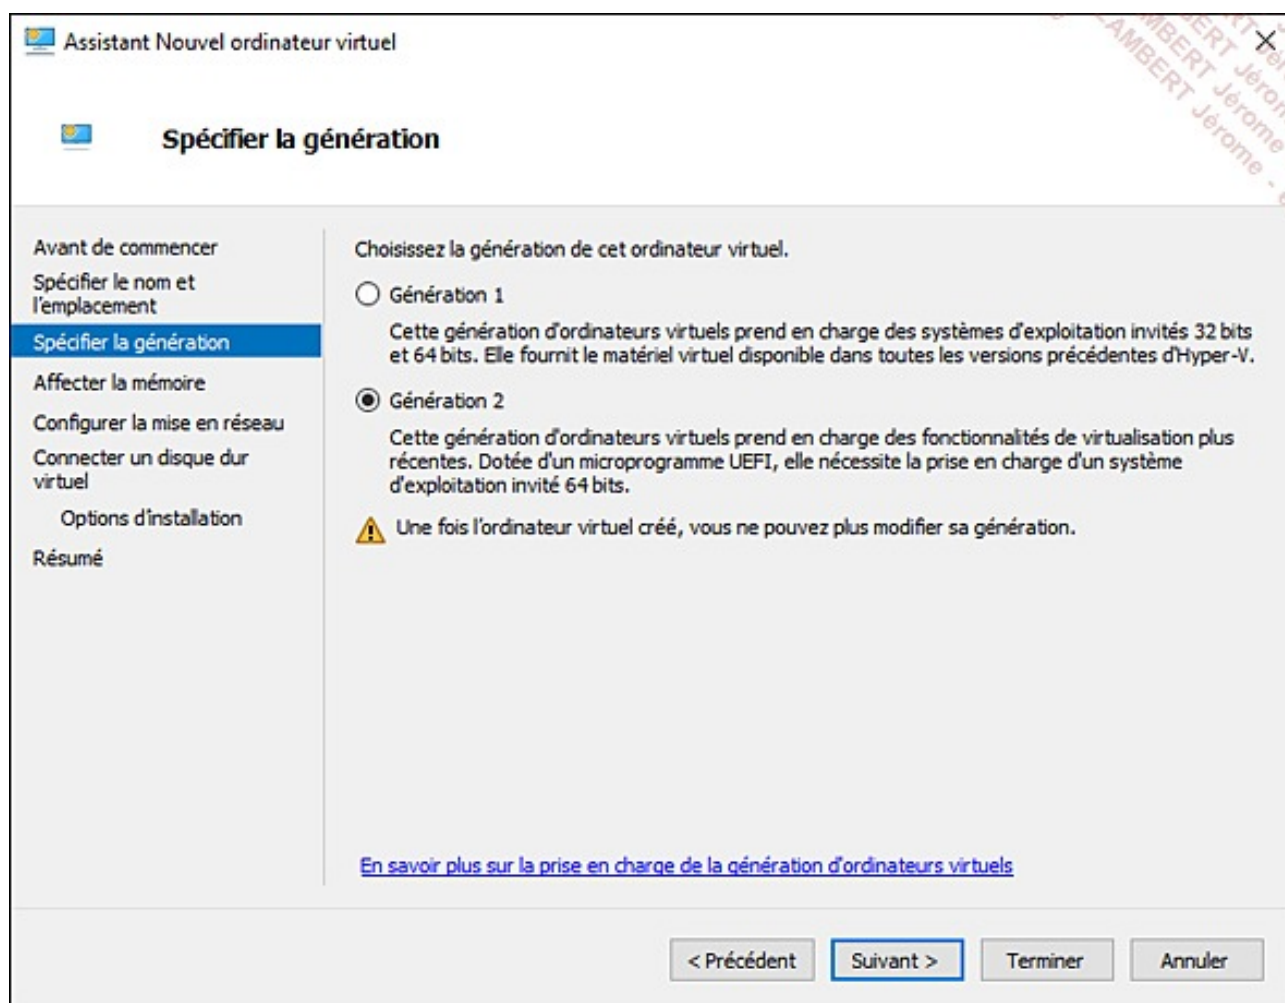 Assistant Nouvel ordinateur virtuel
Spécifier la génération
Avant de commencer
Spécifier le nom et
l'emplacement
Spécifier la génération
Affecter la mémoire
Configurer la mise en réseau
Connecter un disque dur
virtuel
Options d'installation
Résumé
Choisissez la génération de cet ordinateur virtuel.
Génération 1
Cette génération d'ordinateurs virtuels prend en charge des systèmes d'exploitation invités 32 bits
et 64 bits. Elle fournit le matériel virtuel disponible dans toutes les versions précédentes d'Hyper-V.
Génération 2
Cette génération d'ordinateurs virtuels prend en charge des fonctionnalités de virtualisation plus
récentes. Dotée d'un microprogramme UEFI, elle nécessite la prise en charge d'un système
d'exploitation invité 64 bits.
Une fois l'ordinateur virtuel créé, vous ne pouvez plus modifier sa génération.
En savoir plus sur la prise en charge de la génération d'ordinateurs virtuels
< Précédent
Suivant >
Terminer
Annuler
LAMBERT Jérome